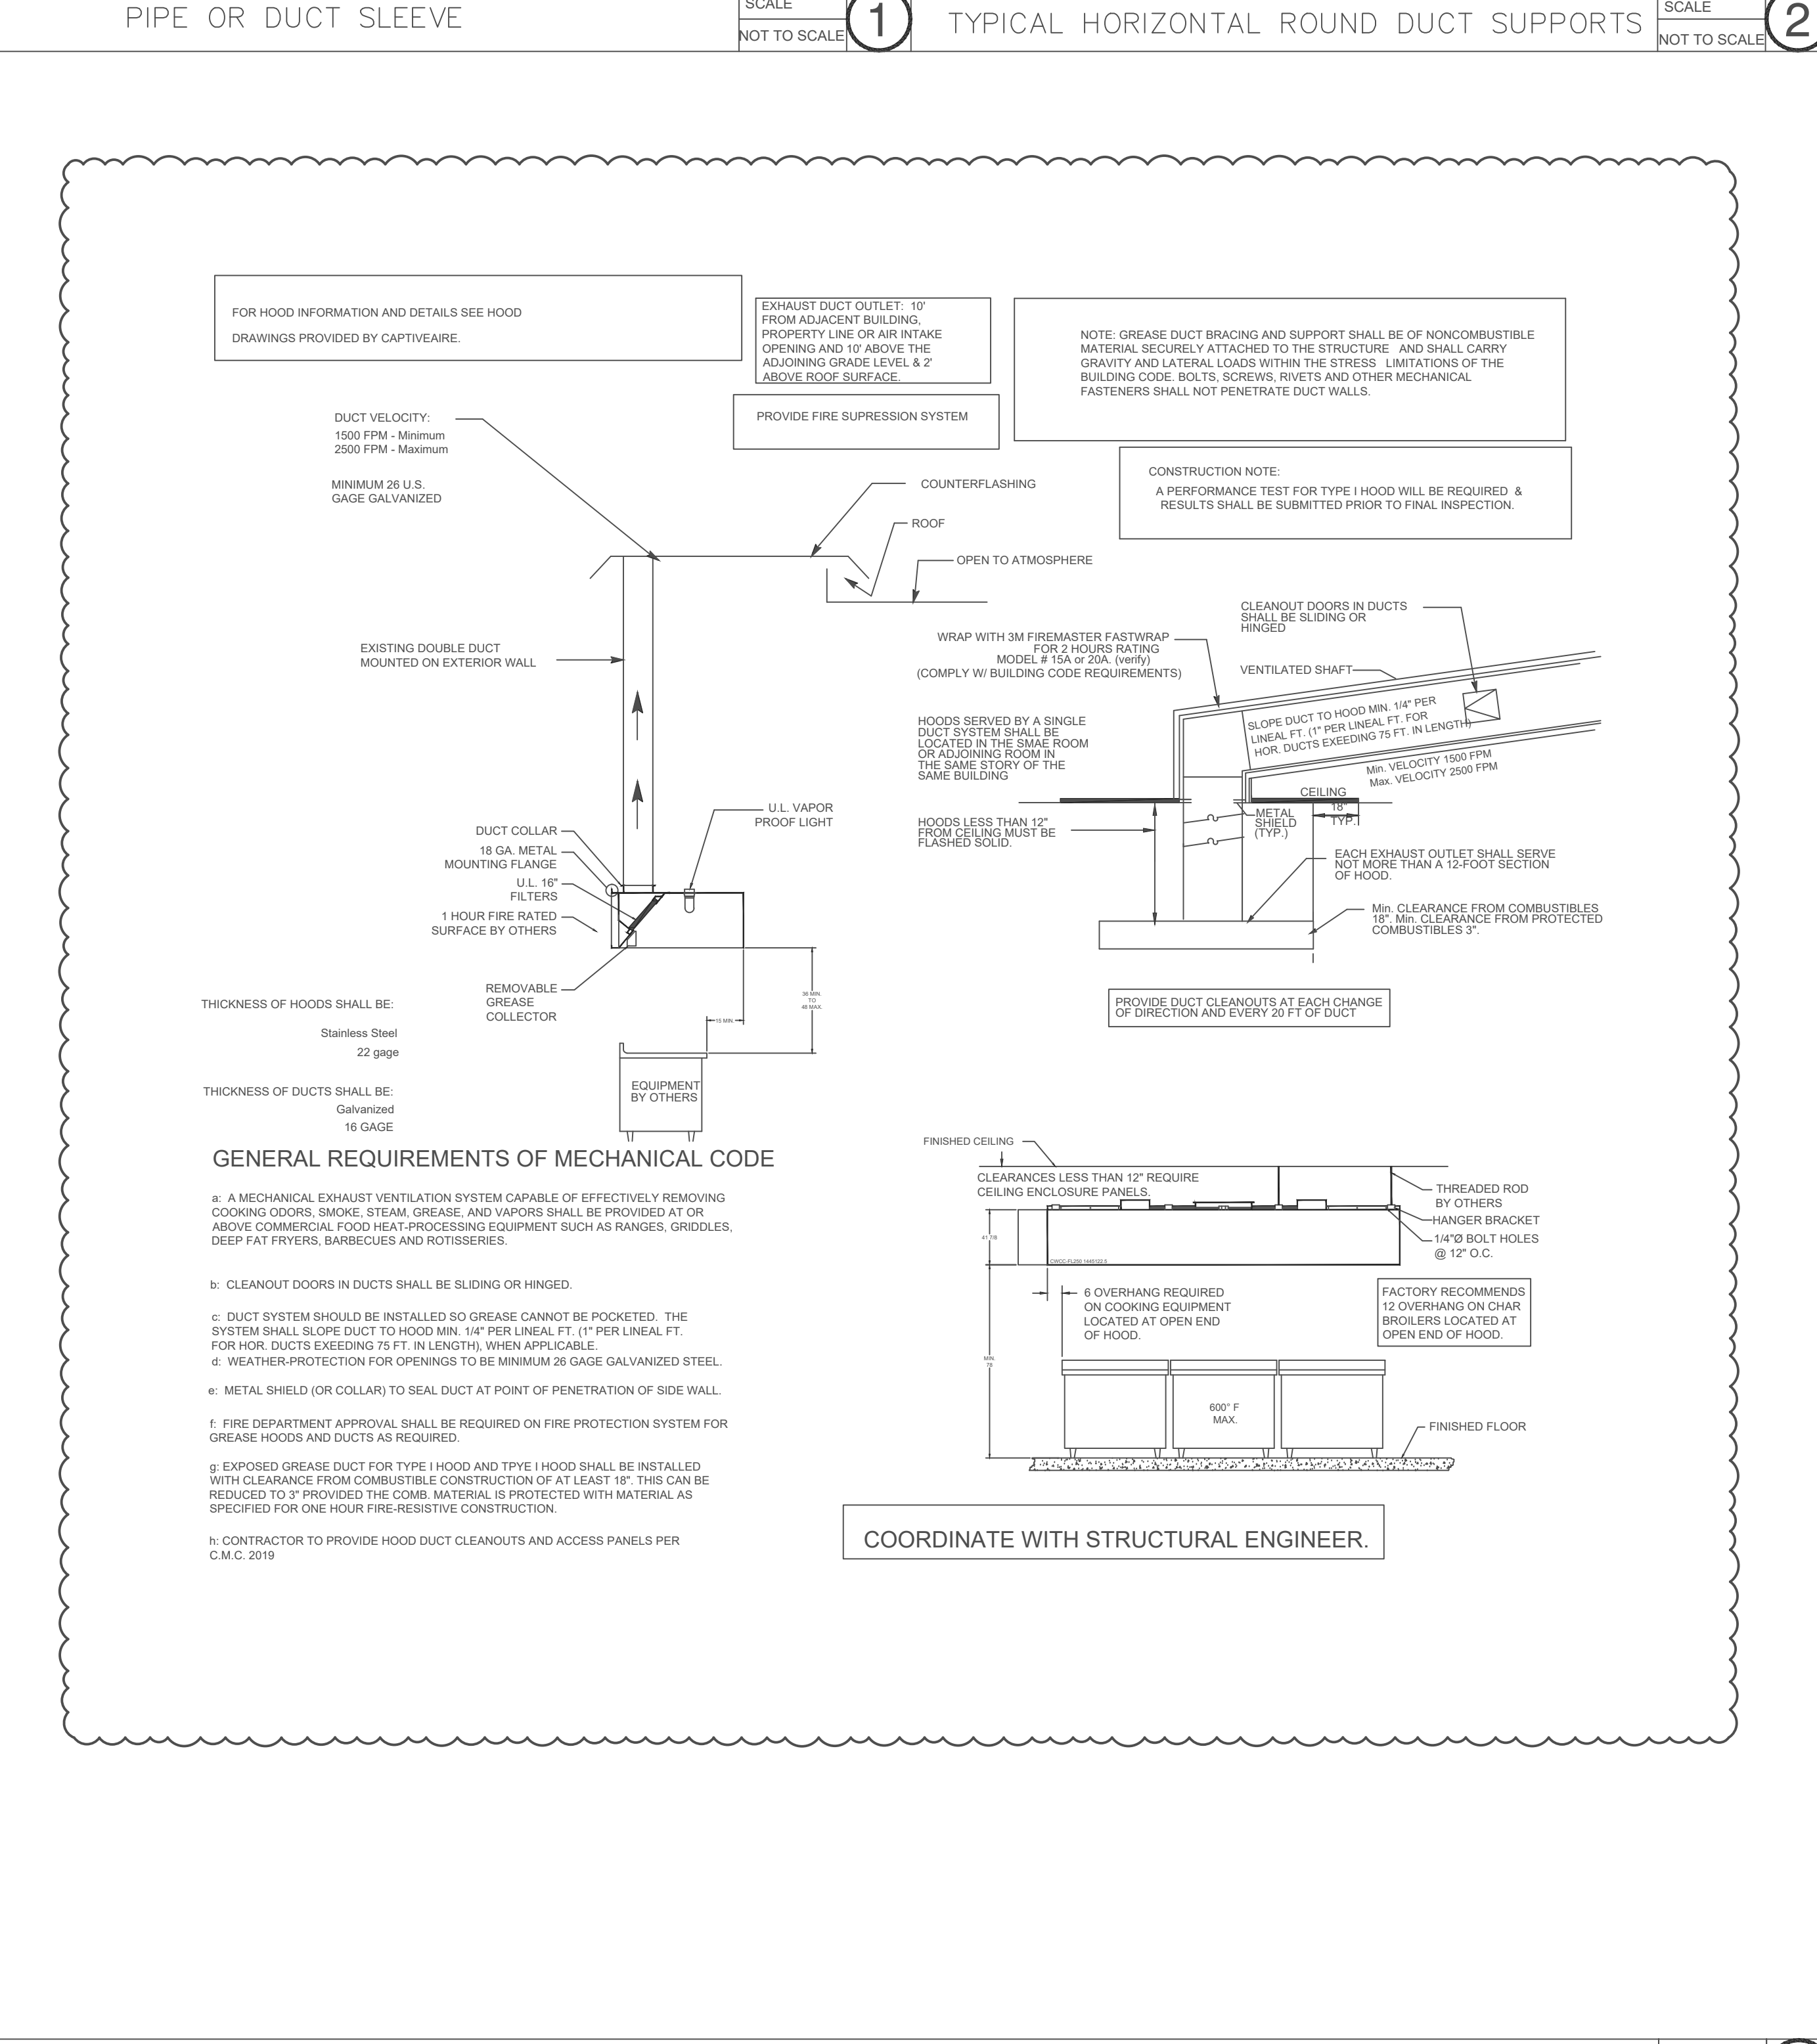 PIPE OR DUCT SLEEVE
SCALE
NOT TO SCALE
1
TYPICAL HORIZONTAL ROUND DUCT SUPPORTS
SCALE
NOT TO SCALE
2
FOR HOOD INFORMATION AND DETAILS SEE HOOD
DRAWINGS PROVIDED BY CAPTIVEAIRE.
EXHAUST DUCT OUTLET: 10'
FROM ADJACENT BUILDING,
PROPERTY LINE OR AIR INTAKE
OPENING AND 10' ABOVE THE
ADJOINING GRADE LEVEL & 2'
ABOVE ROOF SURFACE.
NOTE: GREASE DUCT BRACING AND SUPPORT SHALL BE OF NONCOMBUSTIBLE
MATERIAL SECURELY ATTACHED TO THE STRUCTURE AND SHALL CARRY
GRAVITY AND LATERAL LOADS WITHIN THE STRESS LIMITATIONS OF THE
BUILDING CODE. BOLTS, SCREWS, RIVETS AND OTHER MECHANICAL
FASTENERS SHALL NOT PENETRATE DUCT WALLS.
PROVIDE FIRE SUPRESSION SYSTEM
CONSTRUCTION NOTE:
A PERFORMANCE TEST FOR TYPE I HOOD WILL BE REQUIRED &
RESULTS SHALL BE SUBMITTED PRIOR TO FINAL INSPECTION.
DUCT VELOCITY:
1500 FPM - Minimum
2500 FPM - Maximum
MINIMUM 26 U.S.
GAGE GALVANIZED
COUNTERFLASHING
ROOF
OPEN TO ATMOSPHERE
EXISTING DOUBLE DUCT
MOUNTED ON EXTERIOR WALL
U.L. VAPOR
PROOF LIGHT
DUCT COLLAR
18 GA. METAL
MOUNTING FLANGE
U.L. 16"
FILTERS
1 HOUR FIRE RATED
SURFACE BY OTHERS
REMOVABLE
GREASE
COLLECTOR
36 MIN.
TO
48 MAX.
15 MIN.
EQUIPMENT
BY OTHERS
THICKNESS OF HOODS SHALL BE:
Stainless Steel
22 gage
THICKNESS OF DUCTS SHALL BE:
Galvanized
16 GAGE
CLEANOUT DOORS IN DUCTS
SHALL BE SLIDING OR
HINGED
WRAP WITH 3M FIREMASTER FASTWRAP
FOR 2 HOURS RATING
MODEL # 15A or 20A. (verify)
(COMPLY W/ BUILDING CODE REQUIREMENTS)
VENTILATED SHAFT
SLOPE DUCT TO HOOD MIN. 1/4" PER
LINEAL FT. (1" PER LINEAL FT. FOR
HOR. DUCTS EXEEDING 75 FT. IN LENGTH)
Min. VELOCITY 1500 FPM
Max. VELOCITY 2500 FPM
HOODS SERVED BY A SINGLE
DUCT SYSTEM SHALL BE
LOCATED IN THE SMAE ROOM
OR ADJOINING ROOM IN
THE SAME STORY OF THE
SAME BUILDING
CEILING
18"
TYP.
METAL
SHIELD
(TYP.)
HOODS LESS THAN 12"
FROM CEILING MUST BE
FLASHED SOLID.
EACH EXHAUST OUTLET SHALL SERVE
NOT MORE THAN A 12-FOOT SECTION
OF HOOD.
Min. CLEARANCE FROM COMBUSTIBLES
18". Min. CLEARANCE FROM PROTECTED
COMBUSTIBLES 3".
PROVIDE DUCT CLEANOUTS AT EACH CHANGE
OF DIRECTION AND EVERY 20 FT OF DUCT
GENERAL REQUIREMENTS OF MECHANICAL CODE
a: A MECHANICAL EXHAUST VENTILATION SYSTEM CAPABLE OF EFFECTIVELY REMOVING
COOKING ODORS, SMOKE, STEAM, GREASE, AND VAPORS SHALL BE PROVIDED AT OR
ABOVE COMMERCIAL FOOD HEAT-PROCESSING EQUIPMENT SUCH AS RANGES, GRIDDLES,
DEEP FAT FRYERS, BARBECUES AND ROTISSERIES.
b: CLEANOUT DOORS IN DUCTS SHALL BE SLIDING OR HINGED.
c: DUCT SYSTEM SHOULD BE INSTALLED SO GREASE CANNOT BE POCKETED. THE
SYSTEM SHALL SLOPE DUCT TO HOOD MIN. 1/4" PER LINEAL FT. (1" PER LINEAL FT.
FOR HOR. DUCTS EXEEDING 75 FT. IN LENGTH), WHEN APPLICABLE.
d: WEATHER-PROTECTION FOR OPENINGS TO BE MINIMUM 26 GAGE GALVANIZED STEEL.
e: METAL SHIELD (OR COLLAR) TO SEAL DUCT AT POINT OF PENETRATION OF SIDE WALL.
f: FIRE DEPARTMENT APPROVAL SHALL BE REQUIRED ON FIRE PROTECTION SYSTEM FOR
GREASE HOODS AND DUCTS AS REQUIRED.
g: EXPOSED GREASE DUCT FOR TYPE I HOOD AND TPYE I HOOD SHALL BE INSTALLED
WITH CLEARANCE FROM COMBUSTIBLE CONSTRUCTION OF AT LEAST 18". THIS CAN BE
REDUCED TO 3" PROVIDED THE COMB. MATERIAL IS PROTECTED WITH MATERIAL AS
SPECIFIED FOR ONE HOUR FIRE-RESISTIVE CONSTRUCTION.
h: CONTRACTOR TO PROVIDE HOOD DUCT CLEANOUTS AND ACCESS PANELS PER
C.M.C. 2019
FINISHED CEILING
CLEARANCES LESS THAN 12" REQUIRE
CEILING ENCLOSURE PANELS.
THREADED ROD
BY OTHERS
HANGER BRACKET
1/4"Ø BOLT HOLES
@ 12" O.C.
41 7/8
CWCC-FL250 1445122.5
6 OVERHANG REQUIRED
ON COOKING EQUIPMENT
LOCATED AT OPEN END
OF HOOD.
FACTORY RECOMMENDS
12 OVERHANG ON CHAR
BROILERS LOCATED AT
OPEN END OF HOOD.
MIN.
78
600° F
MAX.
FINISHED FLOOR
COORDINATE WITH STRUCTURAL ENGINEER.